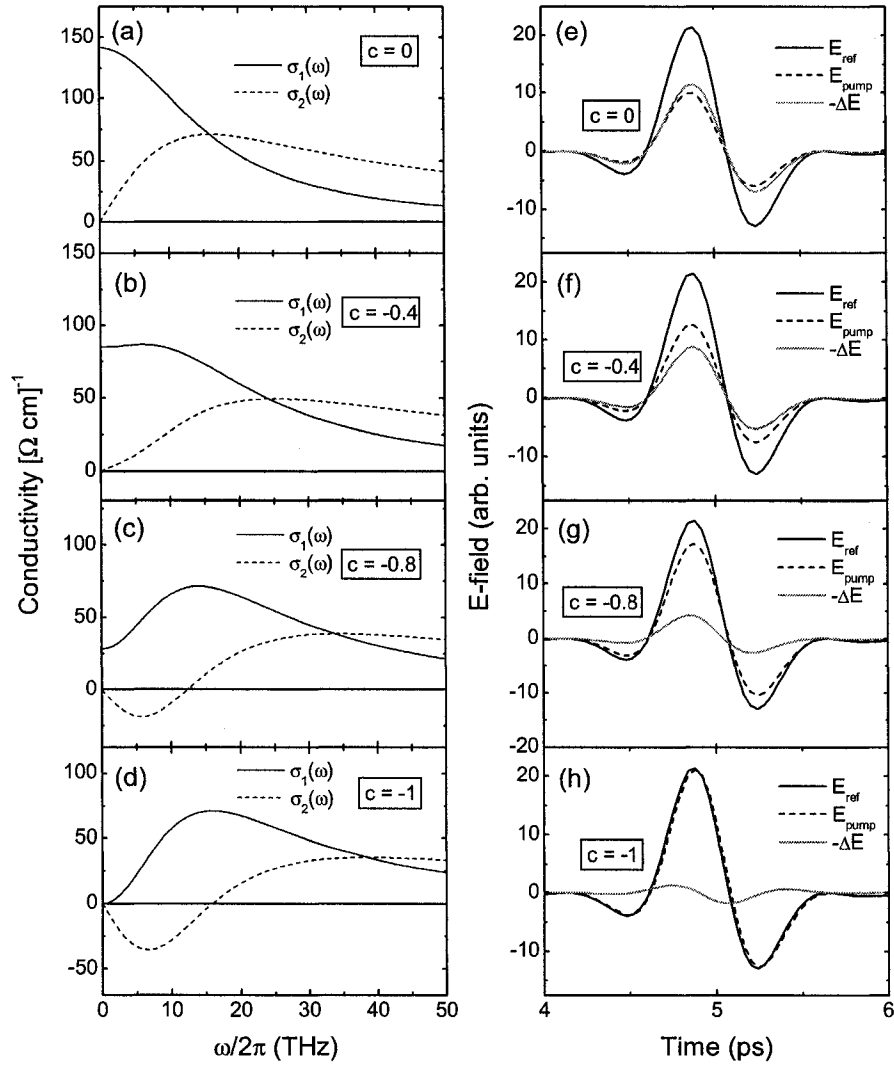 (a)
c = 0
σ1(ω)
σ2(ω)
150
100
50
0
150
(b)
c = -0.4
σ1(ω)
σ2(ω)
100
50
0
(c)
c = -0.8
σ1(ω)
σ2(ω)
100
50
0
(d)
c = -1
σ1(ω)
σ2(ω)
100
50
0
-50
0 10 20 30 40 50
ω/2π (THz)
Conductivity [Ω cm]-1
(e)
c = 0
Eref
Epump
-ΔE
20
10
0
-10
(f)
c = -0.4
Eref
Epump
-ΔE
20
10
0
-10
(g)
c = -0.8
Eref
Epump
-ΔE
20
10
0
-10
-20
(h)
c = -1
Eref
Epump
-ΔE
20
10
0
-10
4 5 6
Time (ps)
E-field (arb. units)